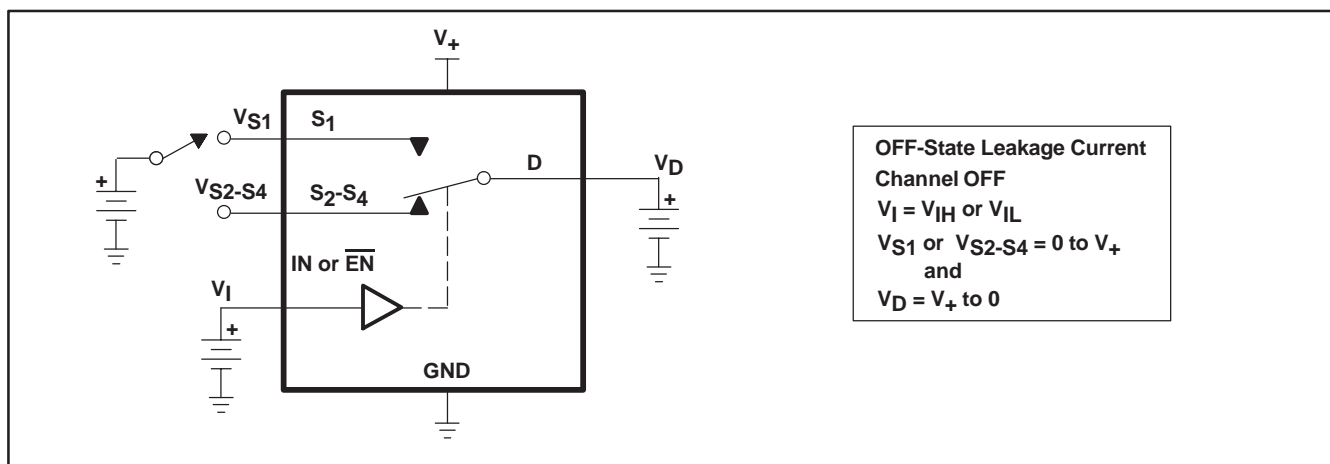 V+
VS1
S1
D
VD
+
+
VS2-S4
S2-S4
IN or EN
VI
+
GND
OFF-State Leakage Current
Channel OFF
VI = VIH or VIL
VS1 or VS2-S4 = 0 to V+
and
VD = V+ to 0